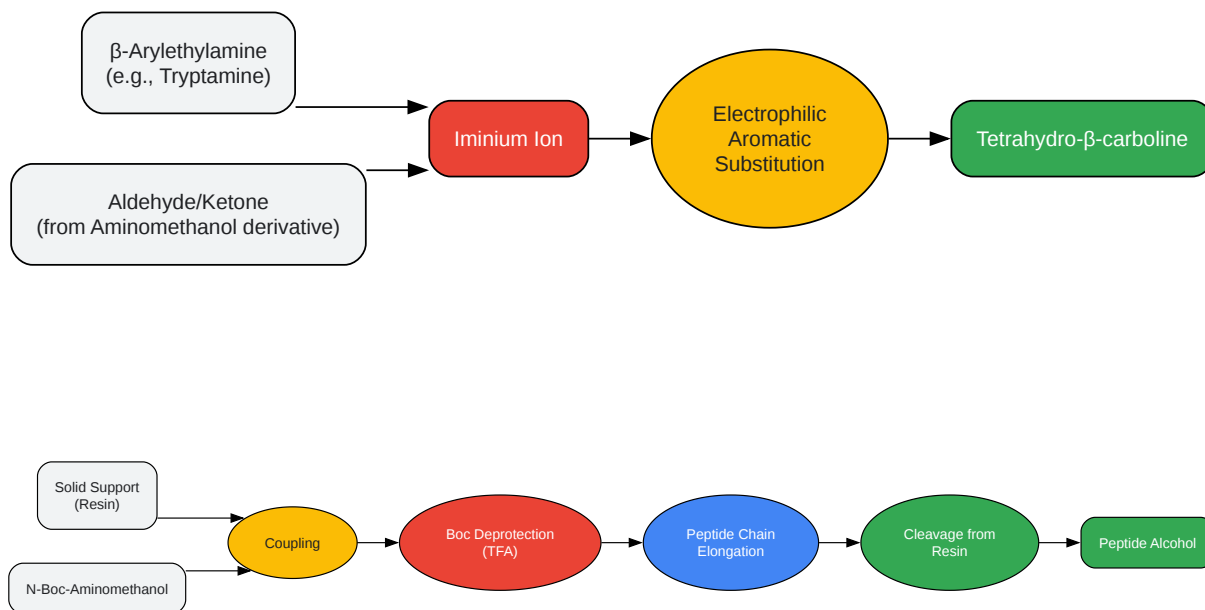 β-Arylethylamine
(e.g., Tryptamine)
Aldehyde/Ketone
(from Aminomethanol derivative)
Iminium Ion
Electrophilic
Aromatic
Substitution
Tetrahydro-β-carboline
Solid Support
(Resin)
N-Boc-Aminomethanol
Coupling
Boc Deprotection
(TFA)
Peptide Chain
Elongation
Cleavage from
Resin
Peptide Alcohol